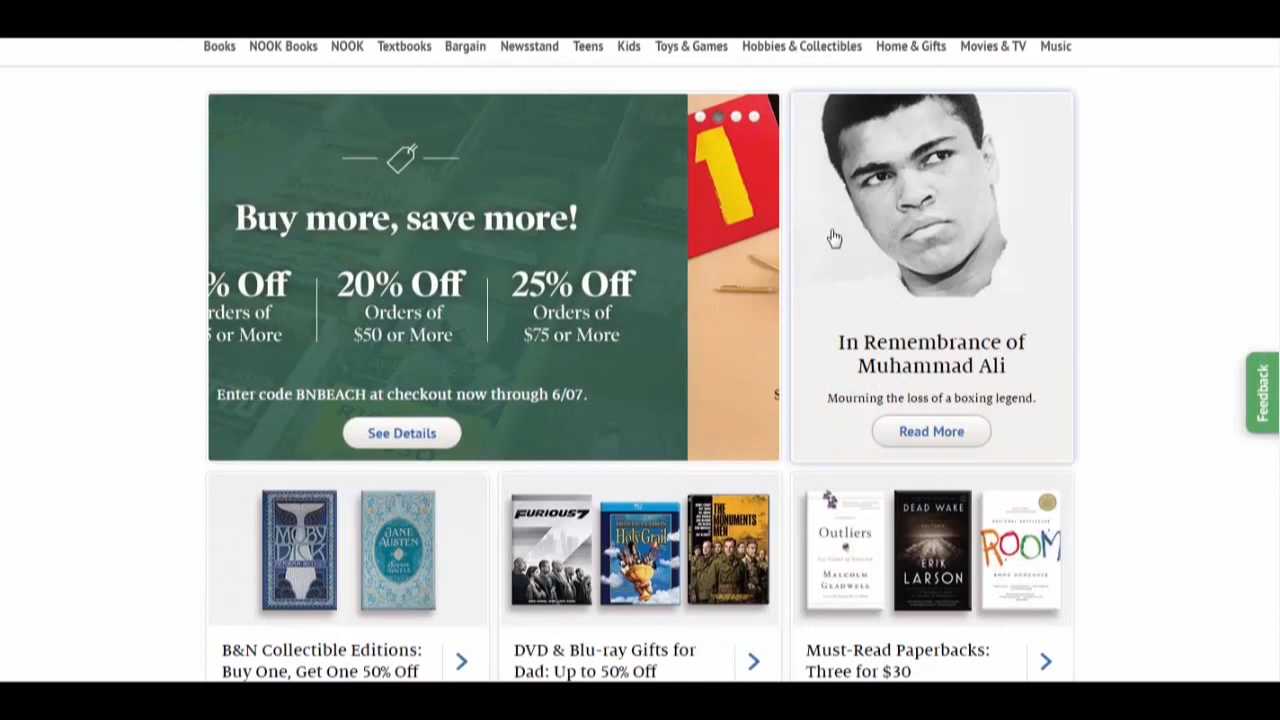 Books NOOK Books NOOK Textbooks Bargain Newsstand Teens Kids Toys & Games Hobbies & Collectibles Home & Gifts Movies & TV Music
Buy more, save more!
% Off 20% Off 25% Off
rders of Orders of Orders of
or More $50 or More $75 or More
Enter code BNBEACH at checkout now through 6/07.
See Details
1
S
In Remembrance of
Muhammad Ali
Mourning the loss of a boxing legend.
Read More
Feedback
MOBY
DICK
JANE
AUSTEN
FURIOUS 7
Holy Grail
THE
MONUMENTS
MEN
Outliers
MALCOLM
GLADWELL
DEAD WAKE
ERIK
LARSON
ROOM
B&N Collectible Editions:
Buy One, Get One 50% Off
DVD & Blu-ray Gifts for
Dad: Up to 50% Off
Must-Read Paperbacks:
Three for $30